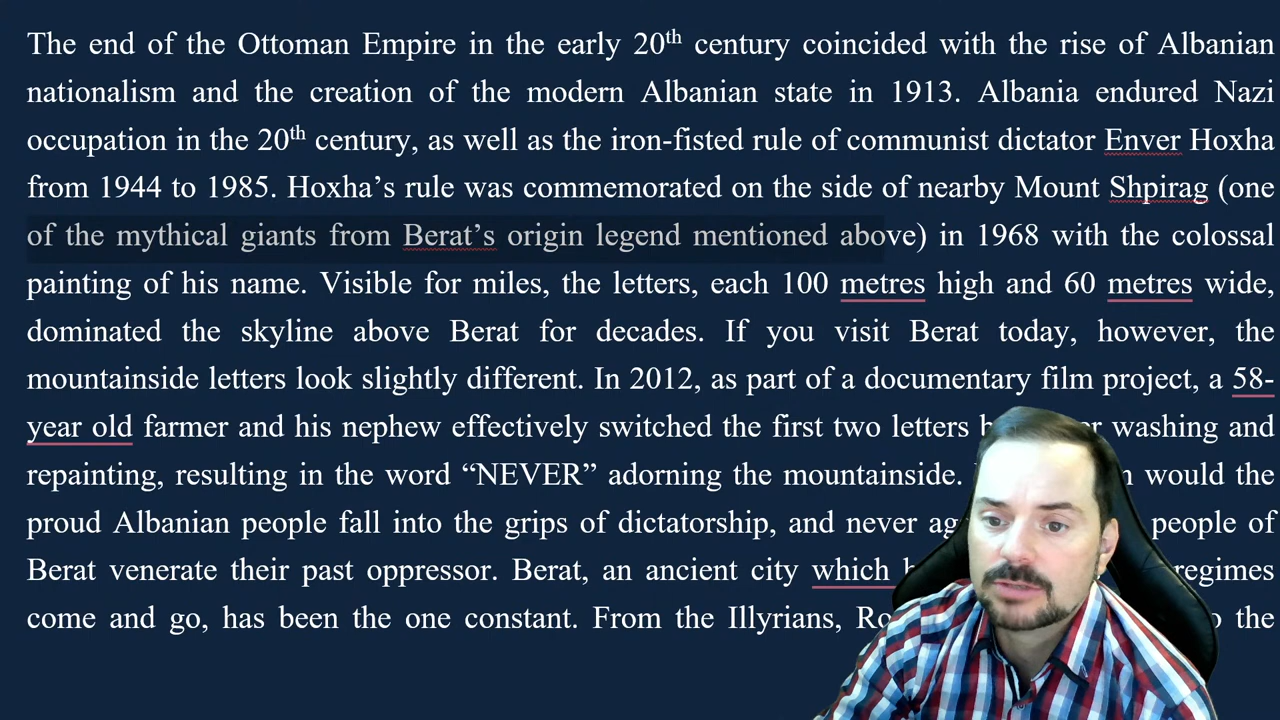 The end of the Ottoman Empire in the early 20th century coincided with the rise of Albanian
nationalism and the creation of the modern Albanian state in 1913. Albania endured Nazi
occupation in the 20th century, as well as the iron-fisted rule of communist dictator Enver Hoxha
from 1944 to 1985. Hoxha’s rule was commemorated on the side of nearby Mount Shpirag (one
of the mythical giants from Berat’s origin legend mentioned above) in 1968 with the colossal
painting of his name. Visible for miles, the letters, each 100 metres high and 60 metres wide,
dominated the skyline above Berat for decades. If you visit Berat today, however, the
mountainside letters look slightly different. In 2012, as part of a documentary film project, a 58-
year old farmer and his nephew effectively switched the first two letters washing and
repainting, resulting in the word “NEVER” adorning the mountainside. would the
proud Albanian people fall into the grips of dictatorship, and never people of
Berat venerate their past oppressor. Berat, an ancient city which regimes
come and go, has been the one constant. From the Illyrians, the